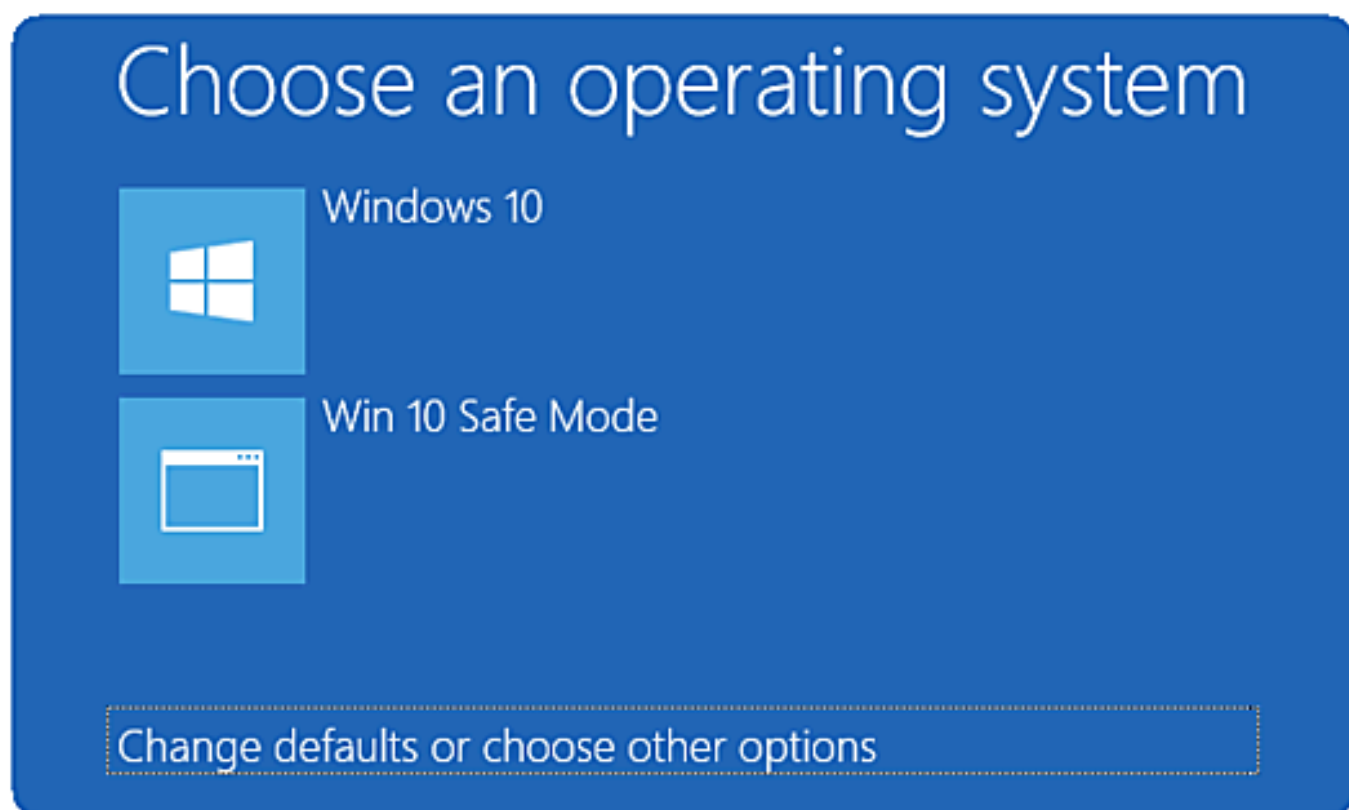 Choose an operating system
Windows 10
Win 10 Safe Mode
Change defaults or choose other options